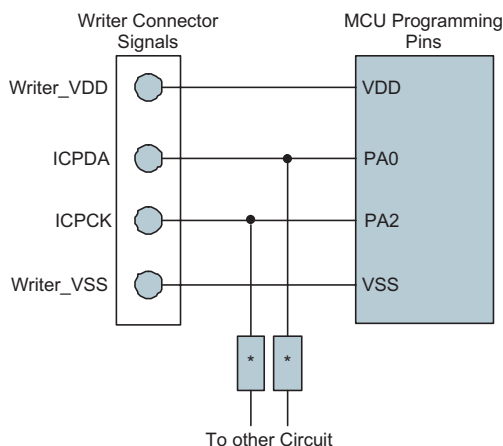 Writer Connector
Signals
MCU Programming
Pins
Writer_VDD
VDD
ICPDA
PA0
ICPCK
PA2
Writer_VSS
VSS
*
*
To other Circuit